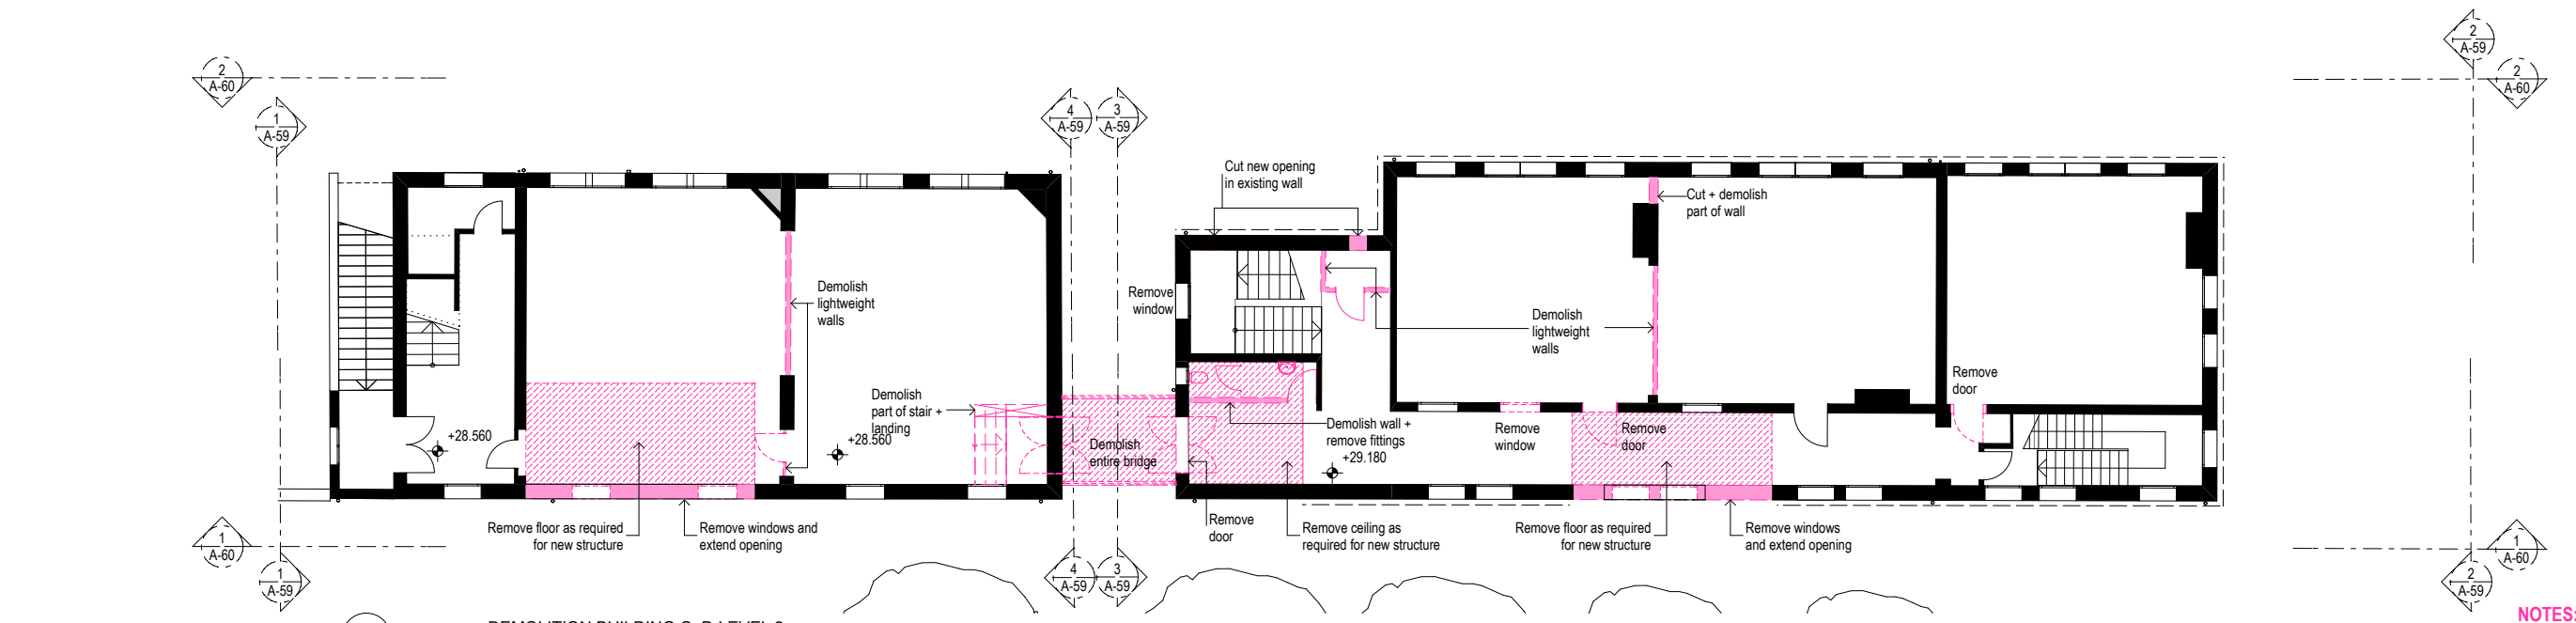 2
A-59
2
A-60
2
A-60
1
A-59
4
A-59
3
A-59
Cut new opening
in existing wall
Cut + demolish
part of wall
Demolish
lightweight
walls
Remove
window
Demolish
lightweight
walls
Remove
door
Demolish
part of stair +
landing
+28.560
+28.560
Demolish
entire bridge
Demolish wall +
remove fittings
+29.180
Remove
window
Remove
door
Remove floor as required
for new structure
Remove windows and
extend opening
Remove
door
Remove ceiling as
required for new structure
Remove floor as required
for new structure
Remove windows
and extend opening
1
A-60
1
A-59
4
A-59
3
A-59
1
A-60
2
A-59
NOTES: